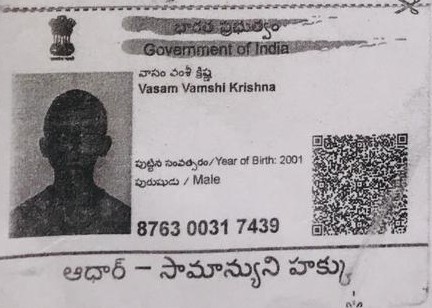 భారత ప్రభుత్వం
Government of India
వాసం వంశీ క్రిష్ణ
Vasam Vamshi Krishna
పుట్టిన సంవత్సరం/Year of Birth: 2001
పురుషుడు / Male
8763 0031 7439
ఆధార్ – సామాన్యుని హక్కు